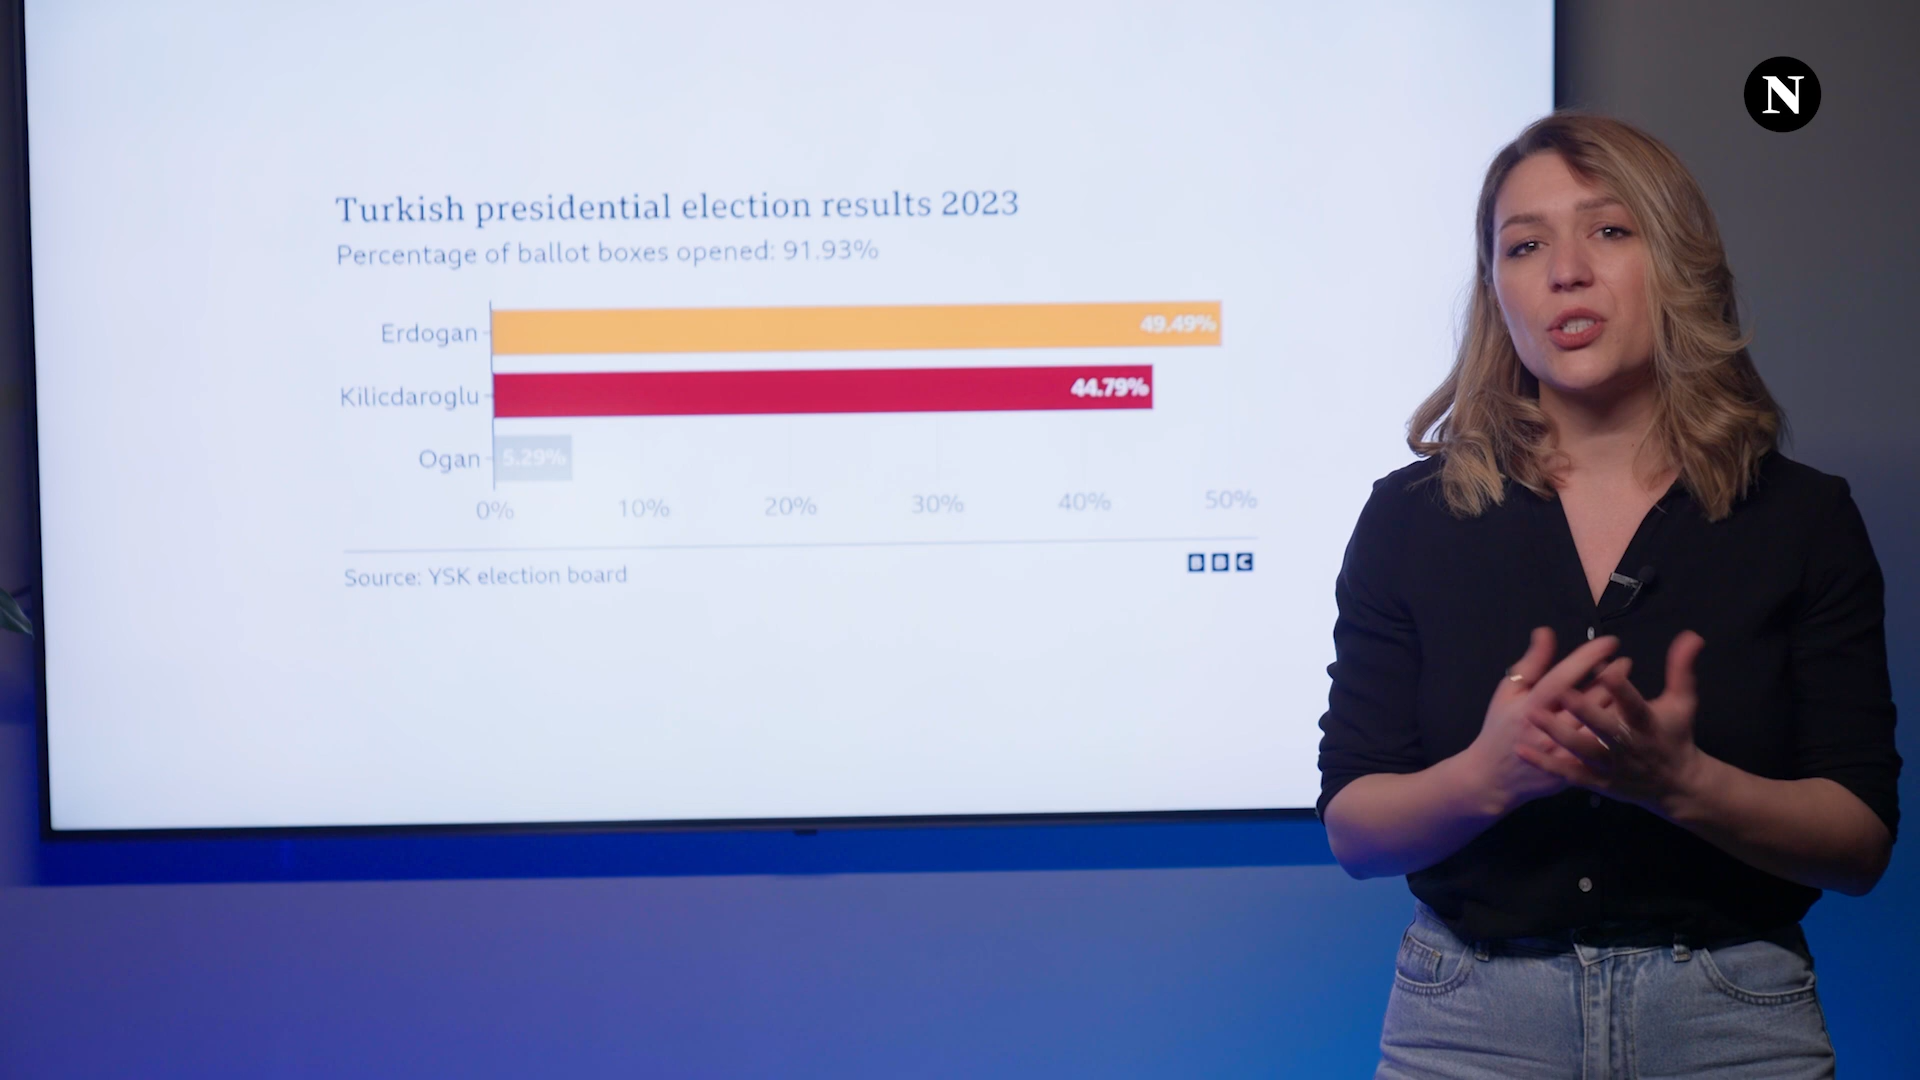 N
Turkish presidential election results 2023
Percentage of ballot boxes opened: 91.93%
Erdogan 49.49%
Kilicdaroglu 44.79%
Ogan 5.29%
0% 10% 20% 30% 40% 50%
Source: YSK election board BBC